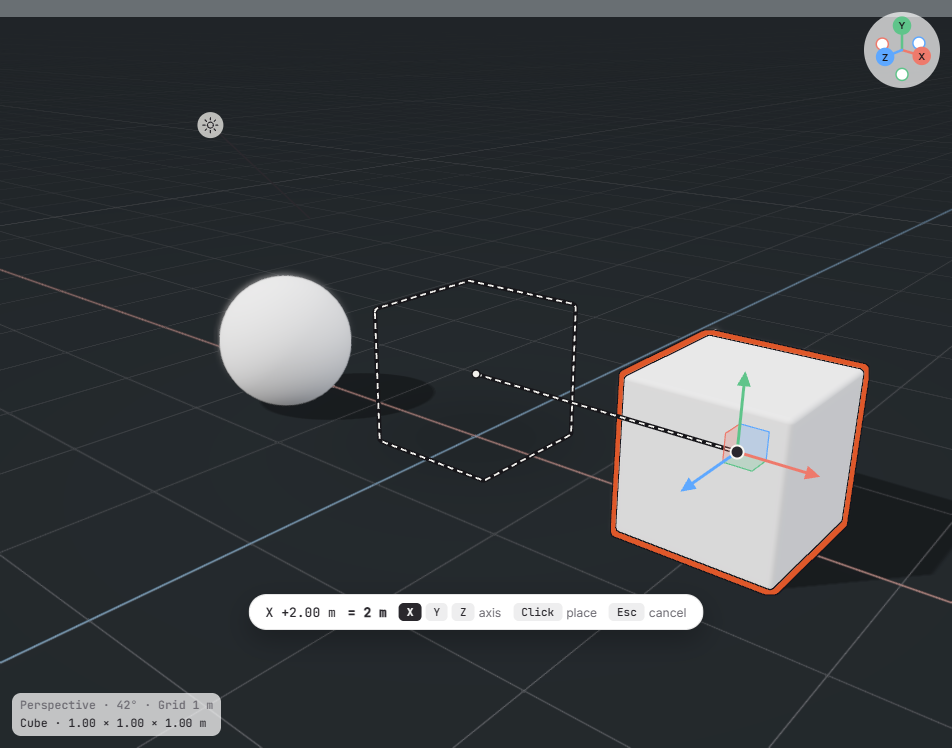 Y
Z
X
X +2.00 m = 2 m X Y Z axis Click place Esc cancel
Perspective · 42° · Grid 1 m
Cube · 1.00 × 1.00 × 1.00 m